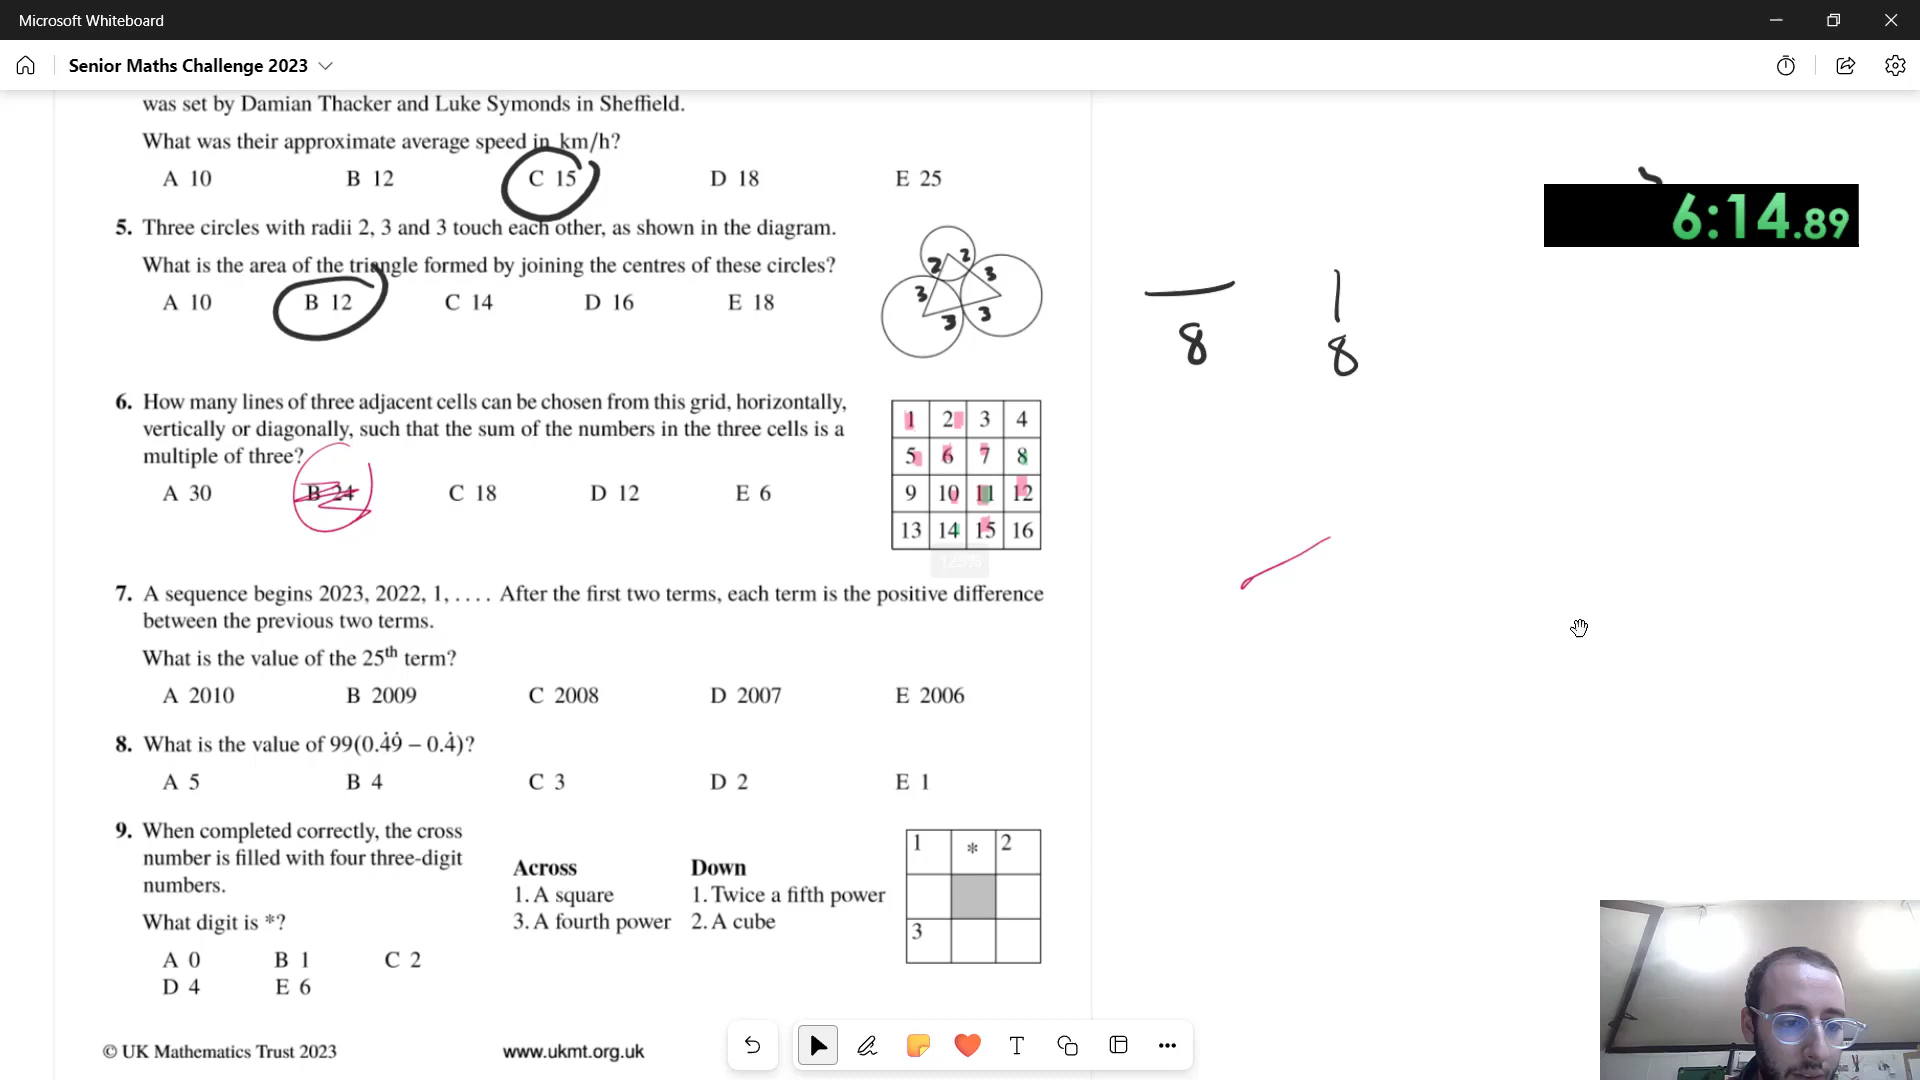 Microsoft Whiteboard
Senior Maths Challenge 2023
was set by Damian Thacker and Luke Symonds in Sheffield.
What was their approximate average speed in km/h?
A 10 B 12 C 15 D 18 E 25
6:14.89
5. Three circles with radii 2, 3 and 3 touch each other, as shown in the diagram.
What is the area of the triangle formed by joining the centres of these circles?
A 10 B 12 C 14 D 16 E 18
2 2
3 3
3 3
1
8 8
6. How many lines of three adjacent cells can be chosen from this grid, horizontally,
vertically or diagonally, such that the sum of the numbers in the three cells is a
multiple of three?
A 30 B 24 C 18 D 12 E 6
1 2 3 4
5 6 7 8
9 10 11 12
13 14 15 16
7. A sequence begins 2023, 2022, 1, . . . . After the first two terms, each term is the positive difference
between the previous two terms.
What is the value of the 25th term?
A 2010 B 2009 C 2008 D 2007 E 2006
8. What is the value of 99(0.4̇9̇ – 0.4̇)?
A 5 B 4 C 3 D 2 E 1
9. When completed correctly, the cross
number is filled with four three-digit
numbers.
What digit is *?
A 0 B 1 C 2
D 4 E 6
Across
1. A square
3. A fourth power
Down
1. Twice a fifth power
2. A cube
1 * 2
3
© UK Mathematics Trust 2023
www.ukmt.org.uk